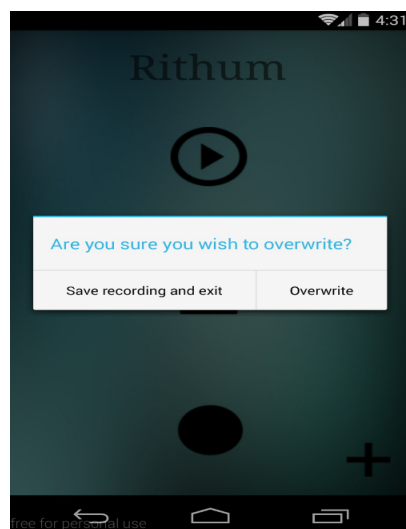 4:31
Rithum
Are you sure you wish to overwrite?
Save recording and exit
Overwrite
free for personal use